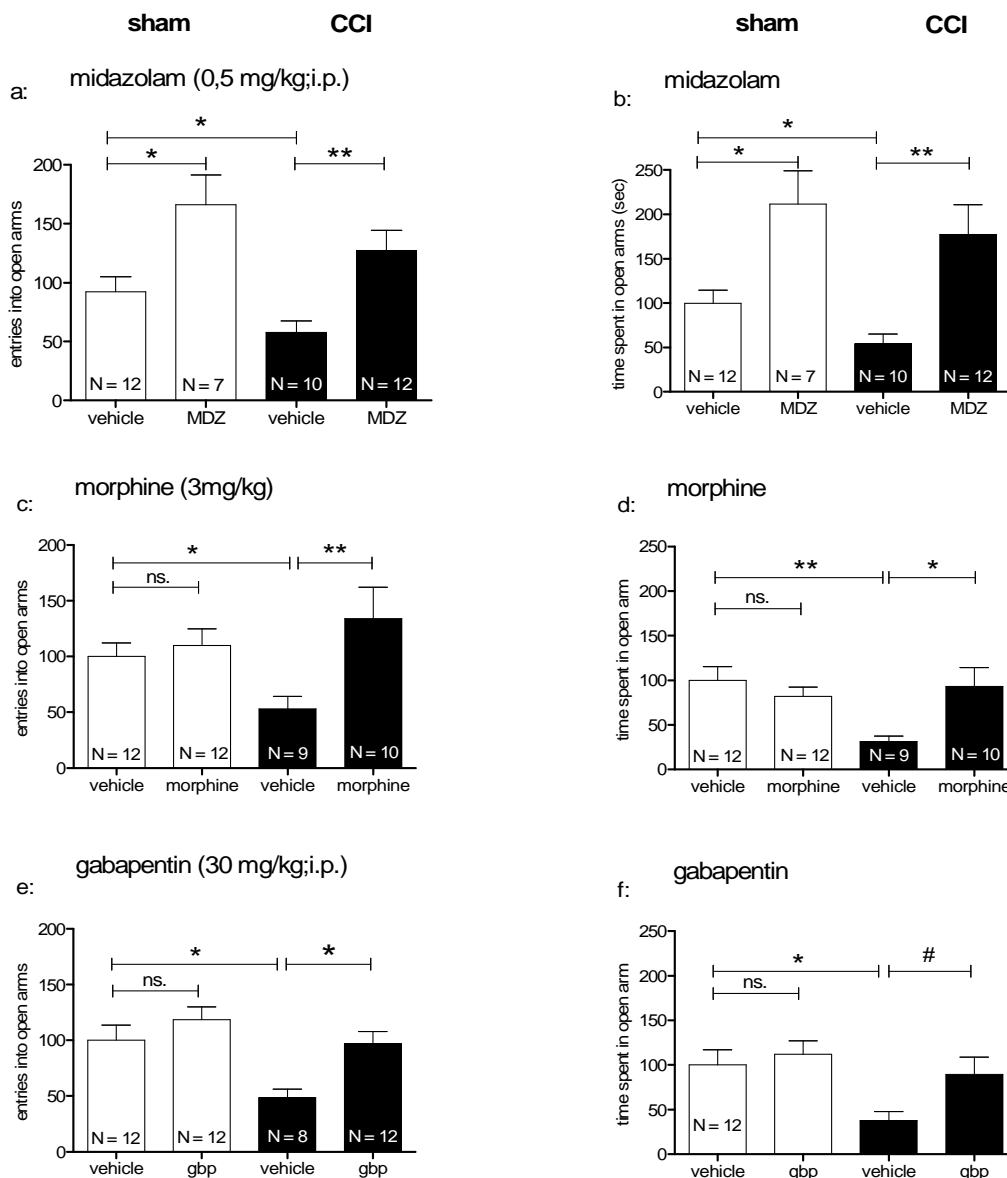 sham CCI sham CCI
a: midazolam (0,5 mg/kg;i.p.)
* 
* **
entries into open arms
200
150
100
50
0
N = 12 N = 7 N = 10 N = 12
vehicle MDZ vehicle MDZ
b: midazolam
*
* **
time spent in open arms (sec)
250
200
150
100
50
0
N = 12 N = 7 N = 10 N = 12
vehicle MDZ vehicle MDZ
c: morphine (3mg/kg)
* **
ns.
entries into open arms
200
150
100
50
0
N = 12 N = 12 N = 9 N = 10
vehicle morphine vehicle morphine
d: morphine
** *
ns.
time spent in open arm
250
200
150
100
50
0
N = 12 N = 12 N = 9 N = 10
vehicle morphine vehicle morphine
e: gabapentin (30 mg/kg;i.p.)
* *
ns.
entries into open arms
200
150
100
50
0
N = 12 N = 12 N = 8 N = 12
vehicle gbp vehicle gbp
f: gabapentin
* #
ns.
time spent in open arm
250
200
150
100
50
0
N = 12
vehicle gbp vehicle gbp